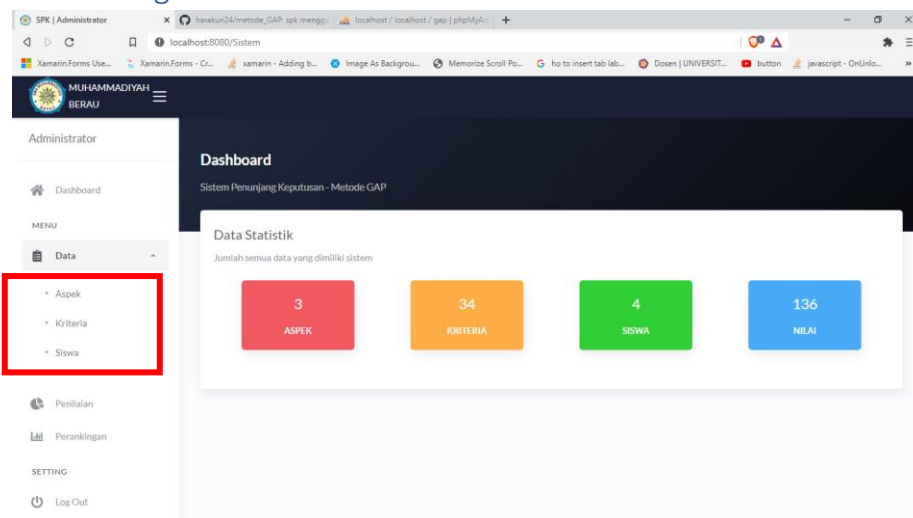 SPK | Administrator
harakun34/metode_GAP: spk menggu
localhost / localhost / gap | phpMyAd
localhost:8080/Sistem
Xamarin.Forms Use...
Xamarin.Forms - Cr...
xamarin - Adding b...
Image As Backgrou...
Memorize Scroll Po...
ho to insert tab lab...
Dosen | UNIVERSIT...
button
javascript - OnUnlo...
MUHAMMADIYAH
BERAU
Administrator
Dashboard
MENU
Data
Aspek
Kriteria
Siswa
Penilaian
Perankingan
SETTING
Log Out
Dashboard
Sistem Penunjang Keputusan - Metode GAP
Data Statistik
Jumlah semua data yang dimiliki sistem
3
ASPEK
34
KRITERIA
4
SISWA
136
NILAI